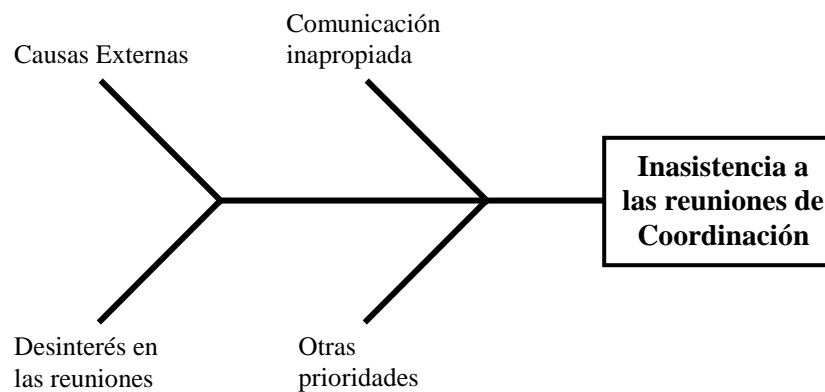 Comunicación
inapropiada
Causas Externas
Inasistencia a
las reuniones de
Coordinación
Desinterés en
las reuniones
Otras
prioridades